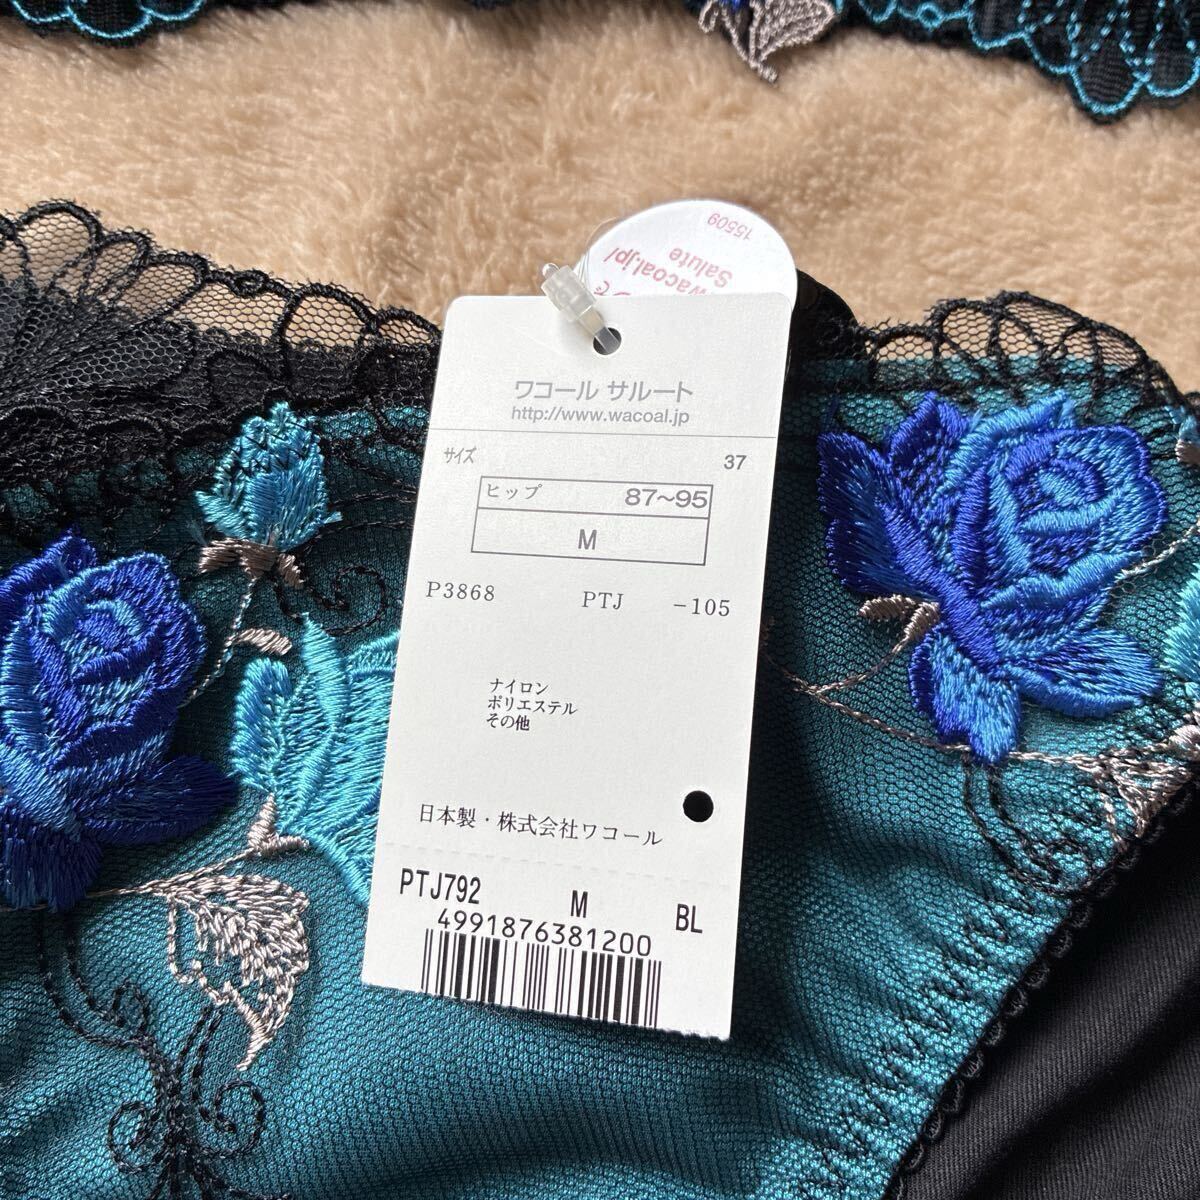 15509
Salute
wacoal.jp/
ワコール サルート
http://www.wacoal.jp
サイズ 37
ヒップ 87〜95
M
P3868 PTJ -105
ナイロン
ポリエステル
その他
日本製・株式会社ワコール
PTJ792 M BL
4991876381200